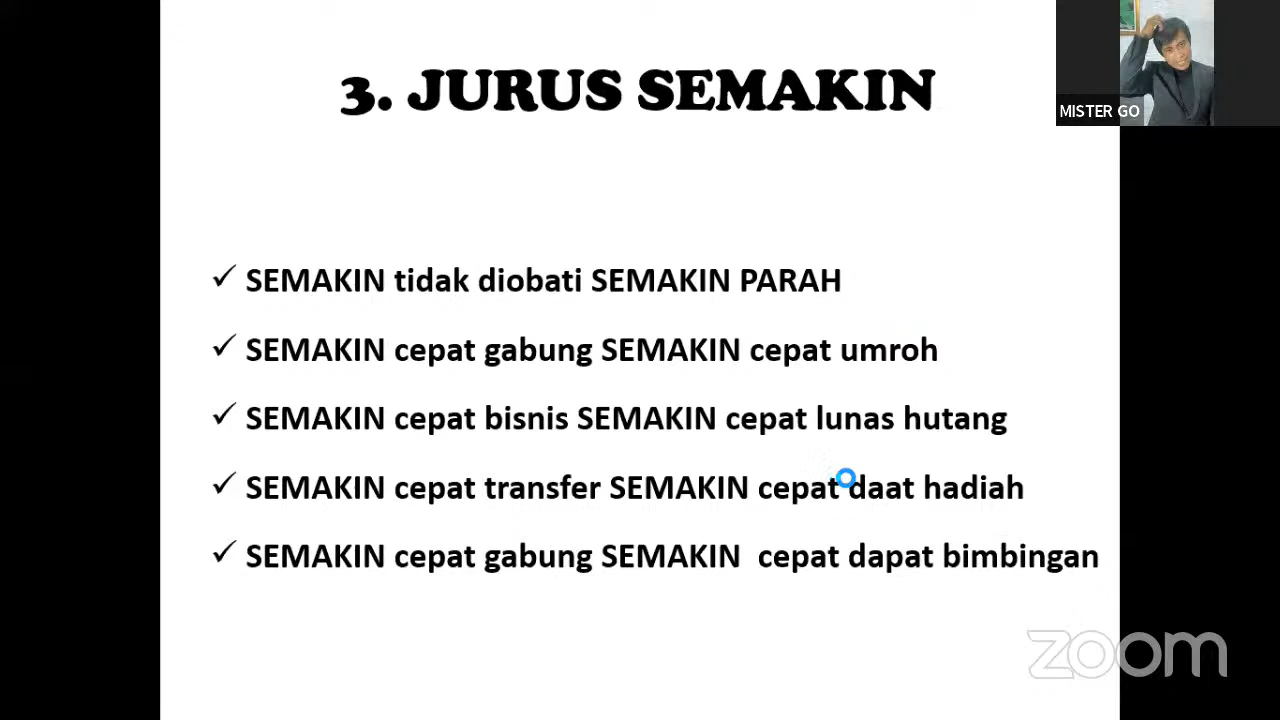 3. JURUS SEMAKIN
MISTER GO
✓ SEMAKIN tidak diobati SEMAKIN PARAH
✓ SEMAKIN cepat gabung SEMAKIN cepat umroh
✓ SEMAKIN cepat bisnis SEMAKIN cepat lunas hutang
✓ SEMAKIN cepat transfer SEMAKIN cepat daat hadiah
✓ SEMAKIN cepat gabung SEMAKIN cepat dapat bimbingan
zoom